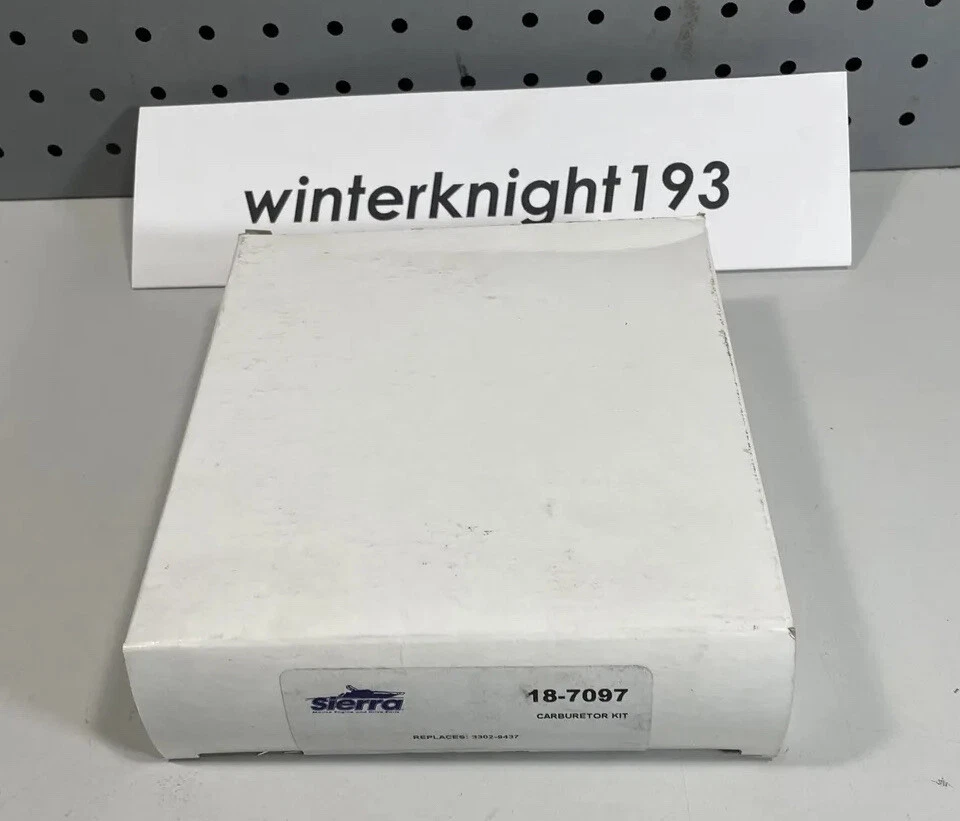 winterknight193
sierra
18-7097
CARBURETOR KIT
REPLACES: 3302-8437